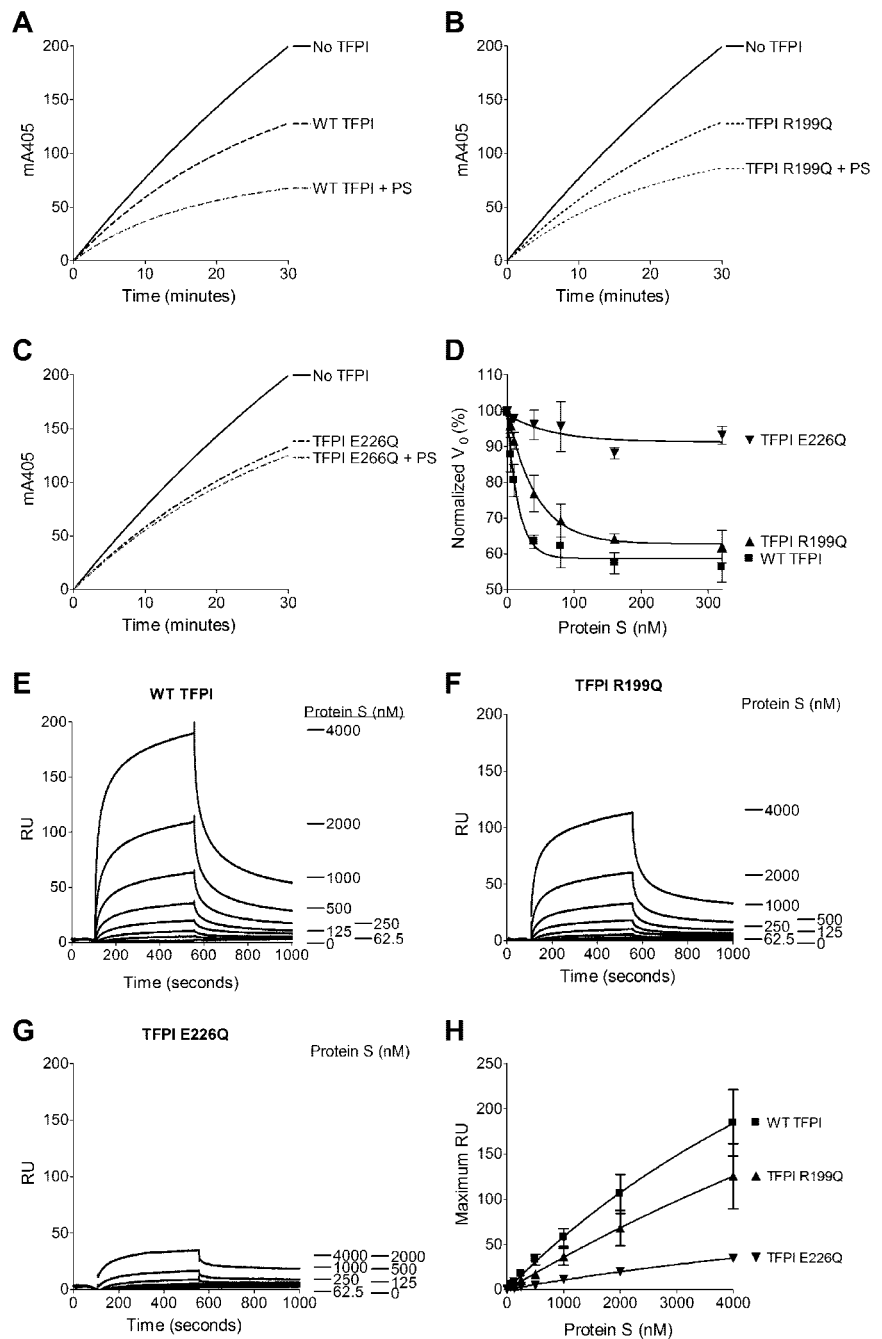 A
200
150
100
50
0
mA405
0 10 20 30
Time (minutes)
No TFPI
WT TFPI
WT TFPI + PS
B
200
150
100
50
0
mA405
0 10 20 30
Time (minutes)
No TFPI
TFPI R199Q
TFPI R199Q + PS
C
200
150
100
50
0
mA405
0 10 20 30
Time (minutes)
No TFPI
TFPI E226Q
TFPI E266Q + PS
D
110
100
90
80
70
60
50
Normalized V0 (%)
0 100 200 300
Protein S (nM)
TFPI E226Q
TFPI R199Q
WT TFPI
E
WT TFPI
Protein S (nM)
200
150
100
50
0
RU
0 200 400 600 800 1000
Time (seconds)
4000
2000
1000
500
250
125
62.5
0
F
TFPI R199Q
Protein S (nM)
200
150
100
50
0
RU
0 200 400 600 800 1000
Time (seconds)
4000
2000
1000
500
250
125
62.5
0
G
TFPI E226Q
Protein S (nM)
200
150
100
50
0
RU
0 200 400 600 800 1000
Time (seconds)
4000 2000
1000 500
250
125
62.5
0
H
250
200
150
100
50
0
Maximum RU
0 1000 2000 3000 4000
Protein S (nM)
WT TFPI
TFPI R199Q
TFPI E226Q